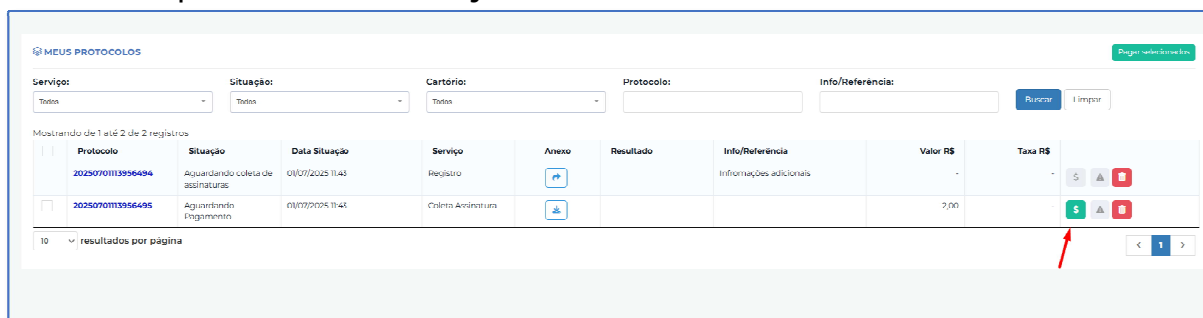 MEUS PROTOCOLOS
Pagar selecionados
Serviço: Situação: Cartório: Protocolo: Info/Referência:
Todos Todos Todos Buscar Limpar
Mostrando de 1 até 2 de 2 registros
Protocolo Situação Data Situação Serviço Anexo Resultado Info/Referência Valor R$ Taxa R$
20250701113956494 Aguardando coleta de assinaturas 01/07/2025 11:43 Registro Infromações adicionais - - $
20250701113956495 Aguardando Pagamento 01/07/2025 11:43 Coleta Assinatura 2,00 - $
10 resultados por página
< 1 >